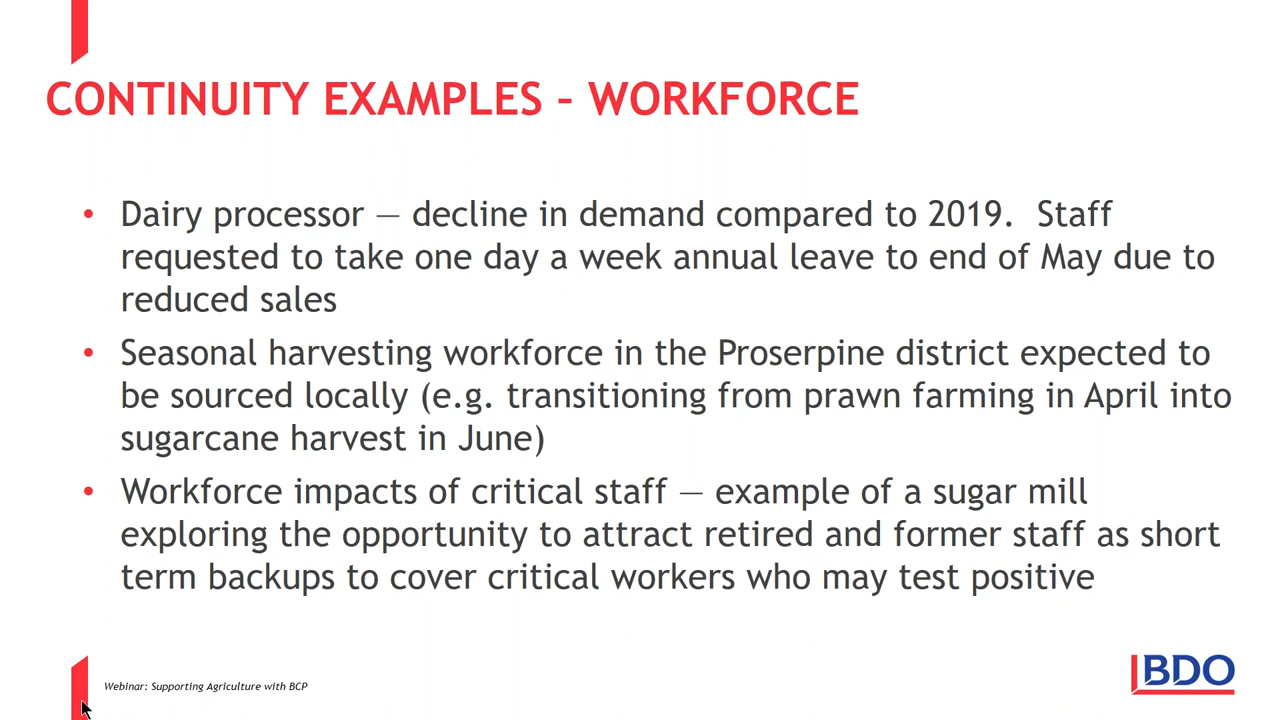 CONTINUITY EXAMPLES – WORKFORCE
• Dairy processor — decline in demand compared to 2019.  Staff
requested to take one day a week annual leave to end of May due to
reduced sales
• Seasonal harvesting workforce in the Proserpine district expected to
be sourced locally (e.g. transitioning from prawn farming in April into
sugarcane harvest in June)
• Workforce impacts of critical staff — example of a sugar mill
exploring the opportunity to attract retired and former staff as short
term backups to cover critical workers who may test positive
Webinar: Supporting Agriculture with BCP
BDO